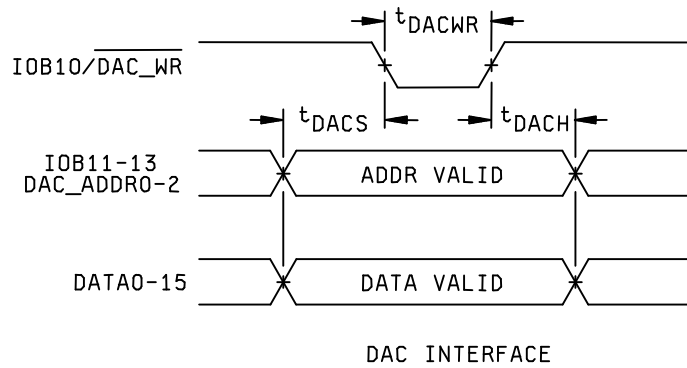 tDACWR
IOB10/DAC_WR
tDACS
tDACH
IOB11-13
DAC_ADDR0-2
ADDR VALID
DATA0-15
DATA VALID
DAC INTERFACE